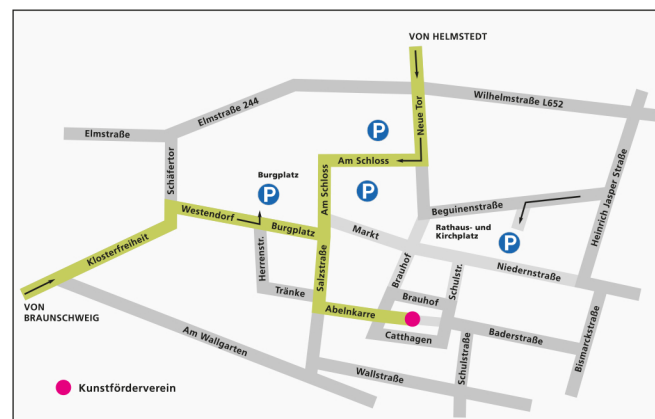 VON HELMSTEDT
Wilhelmstraße L652
Elmstraße 244
Elmstraße
Neue Tor
P
Am Schloss
Schäfertor
Burgplatz
P
P
Am Schloss
Heinrich Jasper Straße
Westendorf
Burgplatz
Beguinenstraße
Rathaus- und
Kirchplatz
P
Markt
Klosterfreiheit
Herrenstr.
Salzstraße
Brauhof
Schulstr.
Niedernstraße
Tränke
Abelnkarre
Brauhof
Baderstraße
Bismarckstraße
VON
BRAUNSCHWEIG
Am Wallgarten
Catthagen
Wallstraße
Schulstraße
Kunstförderverein